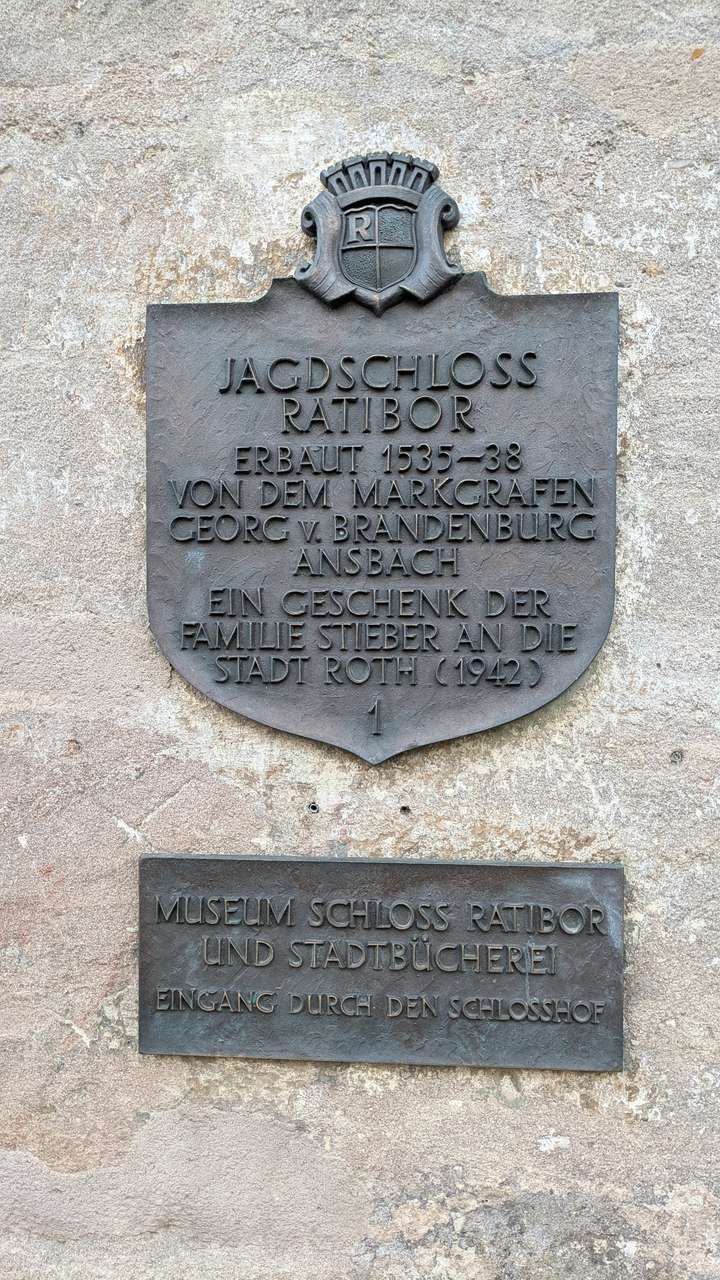 R
JAGDSCHLOSS
RATIBOR
ERBAUT 1535-38
VON DEM MARKGRAFEN
GEORG v. BRANDENBURG
ANSBACH
EIN GESCHENK DER
FAMILIE STIEBER AN DIE
STADT ROTH (1942)
1
MUSEUM SCHLOSS RATIBOR
UND STADTBÜCHEREI
EINGANG DURCH DEN SCHLOSSHOF